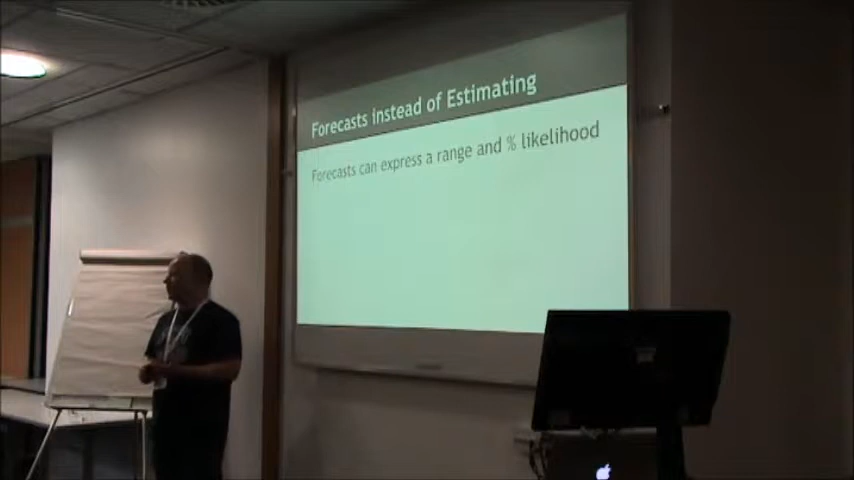 Forecasts instead of Estimating
Forecasts can express a range and % likelihood